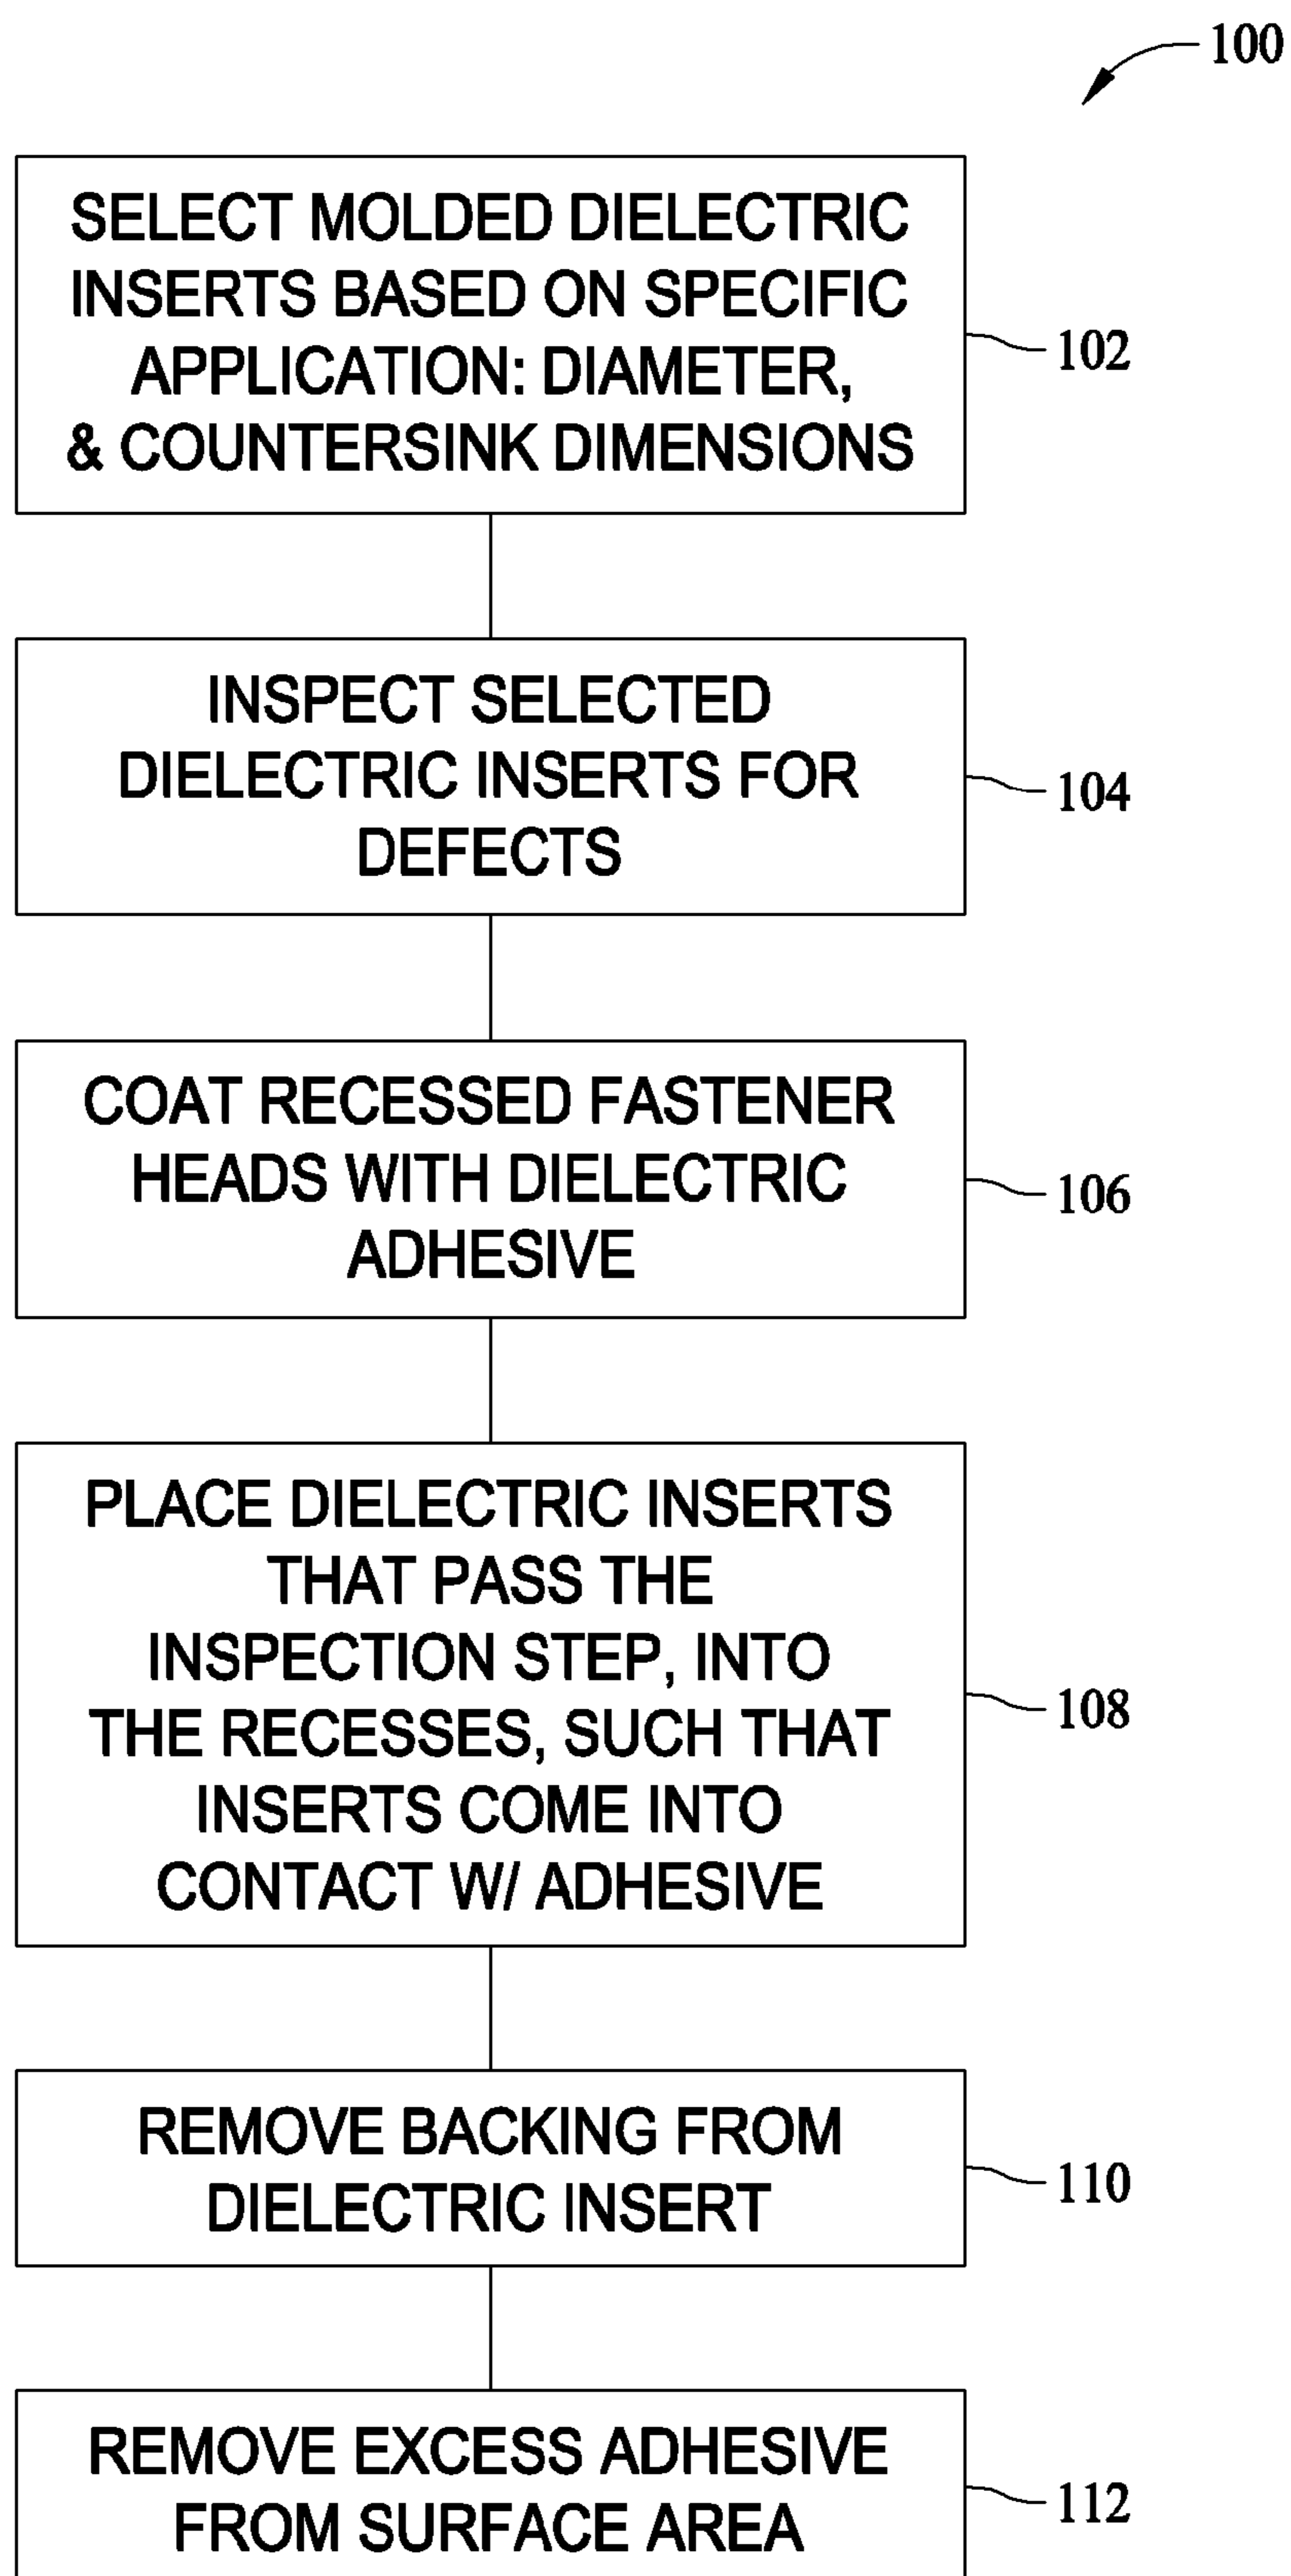 100
SELECT MOLDED DIELECTRIC
INSERTS BASED ON SPECIFIC
APPLICATION: DIAMETER,
& COUNTERSINK DIMENSIONS
102
INSPECT SELECTED
DIELECTRIC INSERTS FOR
DEFECTS
104
COAT RECESSED FASTENER
HEADS WITH DIELECTRIC
ADHESIVE
106
PLACE DIELECTRIC INSERTS
THAT PASS THE
INSPECTION STEP, INTO
THE RECESSES, SUCH THAT
INSERTS COME INTO
CONTACT W/ ADHESIVE
108
REMOVE BACKING FROM
DIELECTRIC INSERT
110
REMOVE EXCESS ADHESIVE
FROM SURFACE AREA
112